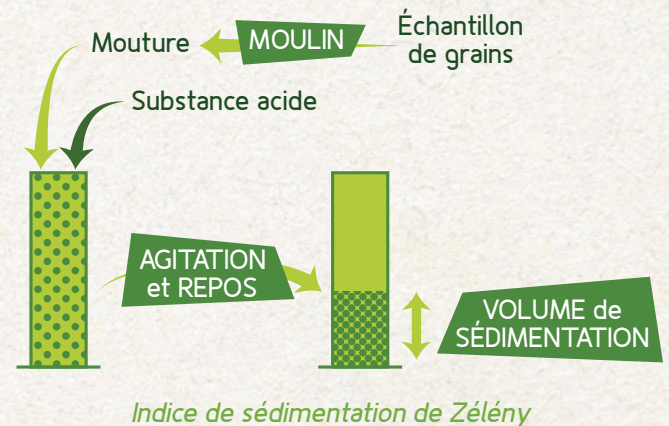 Échantillon
de grains
MOULIN
Mouture
Substance acide
AGITATION
et REPOS
VOLUME de
SÉDIMENTATION
Indice de sédimentation de Zélény